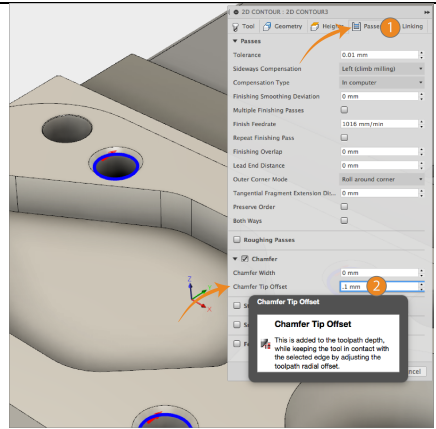 2D CONTOUR : 2D CONTOUR3
Tool Geometry Heights Passes Linking
1
Passes
Tolerance 0.01 mm
Sideways Compensation Left (climb milling)
Compensation Type In computer
Finishing Smoothing Deviation 0 mm
Multiple Finishing Passes
Finish Feedrate 1016 mm/min
Repeat Finishing Pass
Finishing Overlap 0 mm
Lead End Distance 0 mm
Outer Corner Mode Roll around corner
Tangential Fragment Extension Dis... 0 mm
Preserve Order
Both Ways
Roughing Passes
Chamfer
Chamfer Width 0 mm
Chamfer Tip Offset .1 mm
2
Z
X
Chamfer Tip Offset
Chamfer Tip Offset
This is added to the toolpath depth,
while keeping the tool in contact with
the selected edge by adjusting the
toolpath radial offset.
ncel